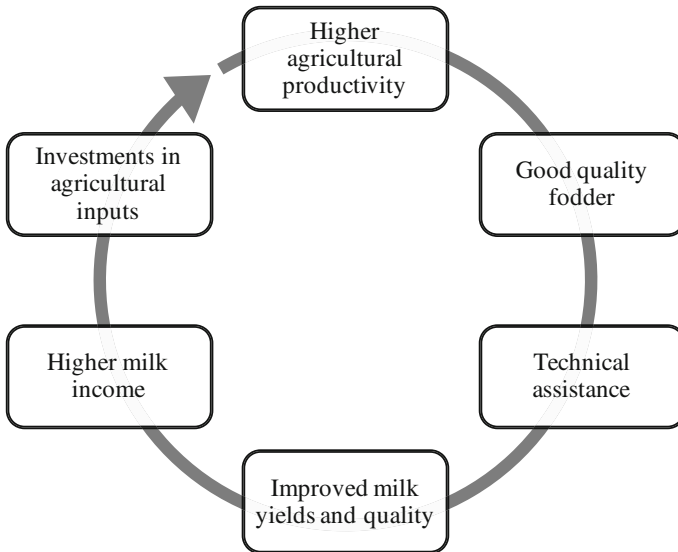 Higher
agricultural
productivity
Good quality
fodder
Technical
assistance
Improved milk
yields and quality
Higher milk
income
Investments in
agricultural
inputs